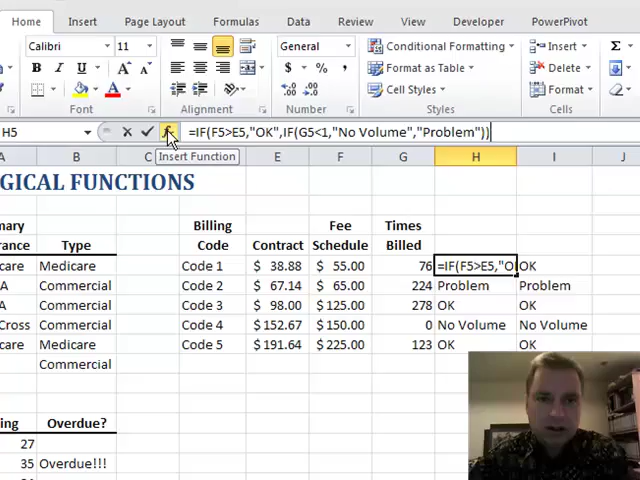 Home Insert Page Layout Formulas Data Review View Developer PowerPivot
Calibri 11 General Conditional Formatting Insert Σ
B I U A A $ % , Format as Table Delete
A Cell Styles Format
Font Alignment Number Styles Cells
H5 fx =IF(F5>E5,"OK",IF(G5<1,"No Volume","Problem"))
Insert Function
A B C D E F G H I J
GICAL FUNCTIONS
mary Billing Fee Times
rance Type Code Contract Schedule Billed
care Medicare Code 1 $ 38.88 $ 55.00 76 =IF(F5>E5,"O OK
A Commercial Code 2 $ 67.14 $ 65.00 224 Problem Problem
Commercial Code 3 $ 98.00 $ 125.00 278 OK OK
Cross Commercial Code 4 $ 152.67 $ 150.00 0 No Volume No Volume
care Medicare Code 5 $ 191.64 $ 225.00 123 OK OK
Commercial
ing Overdue?
27
35 Overdue!!!